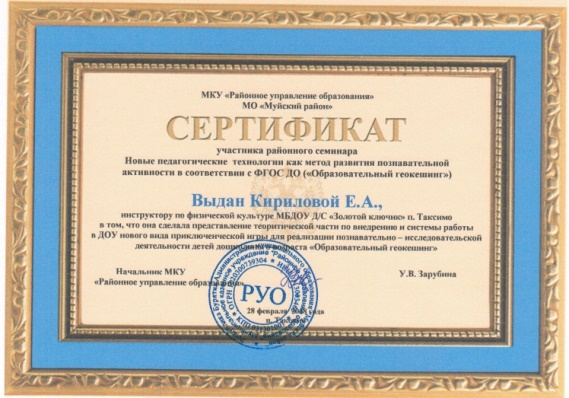 МКУ «Районное управление образования»
МО «Муйский район»
СЕРТИФИКАТ
участника районного семинара
Новые педагогические технологии как метод развития познавательной
активности в соответствии с ФГОС ДО («Образовательный геокешинг»)
Выдан Кириловой Е.А.,
инструктору по физической культуре МБДОУ Д/С «Золотой ключик» п. Таксимо
в том, что она сделала представление теоритической части по внедрению и системы работы
в ДОУ нового вида приключенческой игры для реализации познавательно – исследовательской
деятельности детей дошкольного возраста «Образовательный геокешинг»
Начальник МКУ
У.В. Зарубина
«Районное управление образования»
РУО
28 февраля года